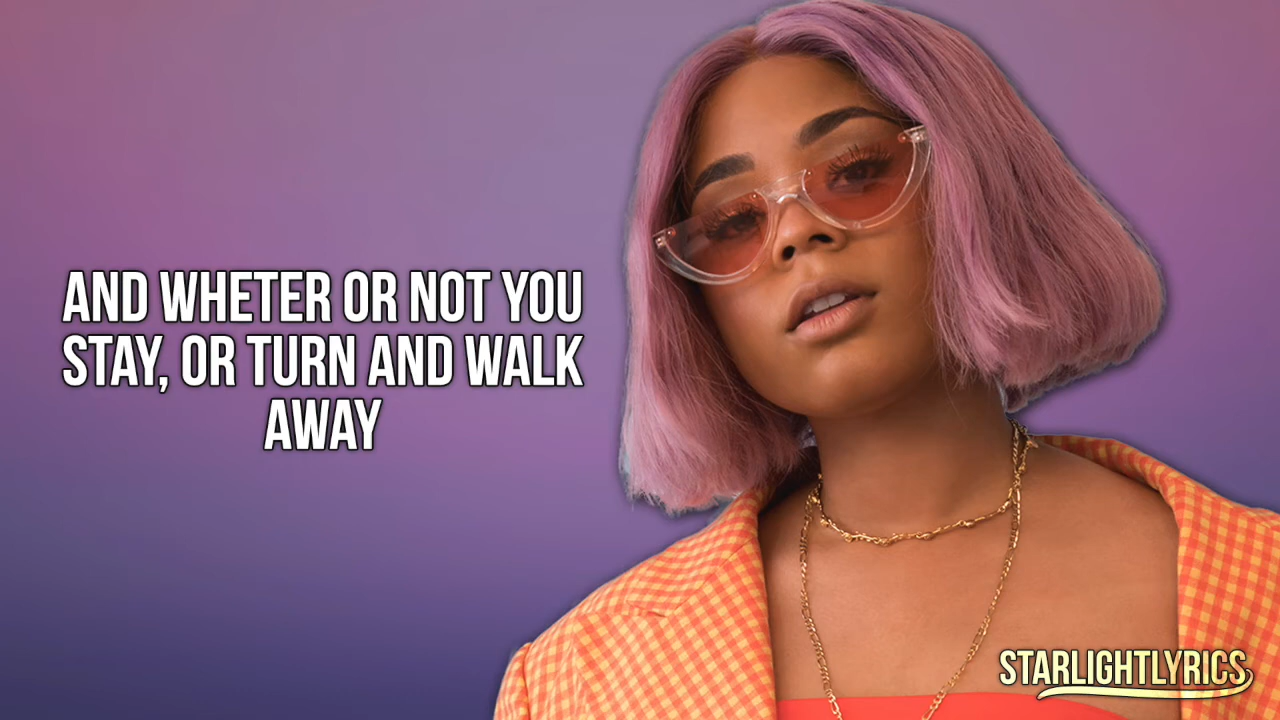 AND WHETER OR NOT YOU
STAY, OR TURN AND WALK
AWAY
STARLIGHTLYRICS